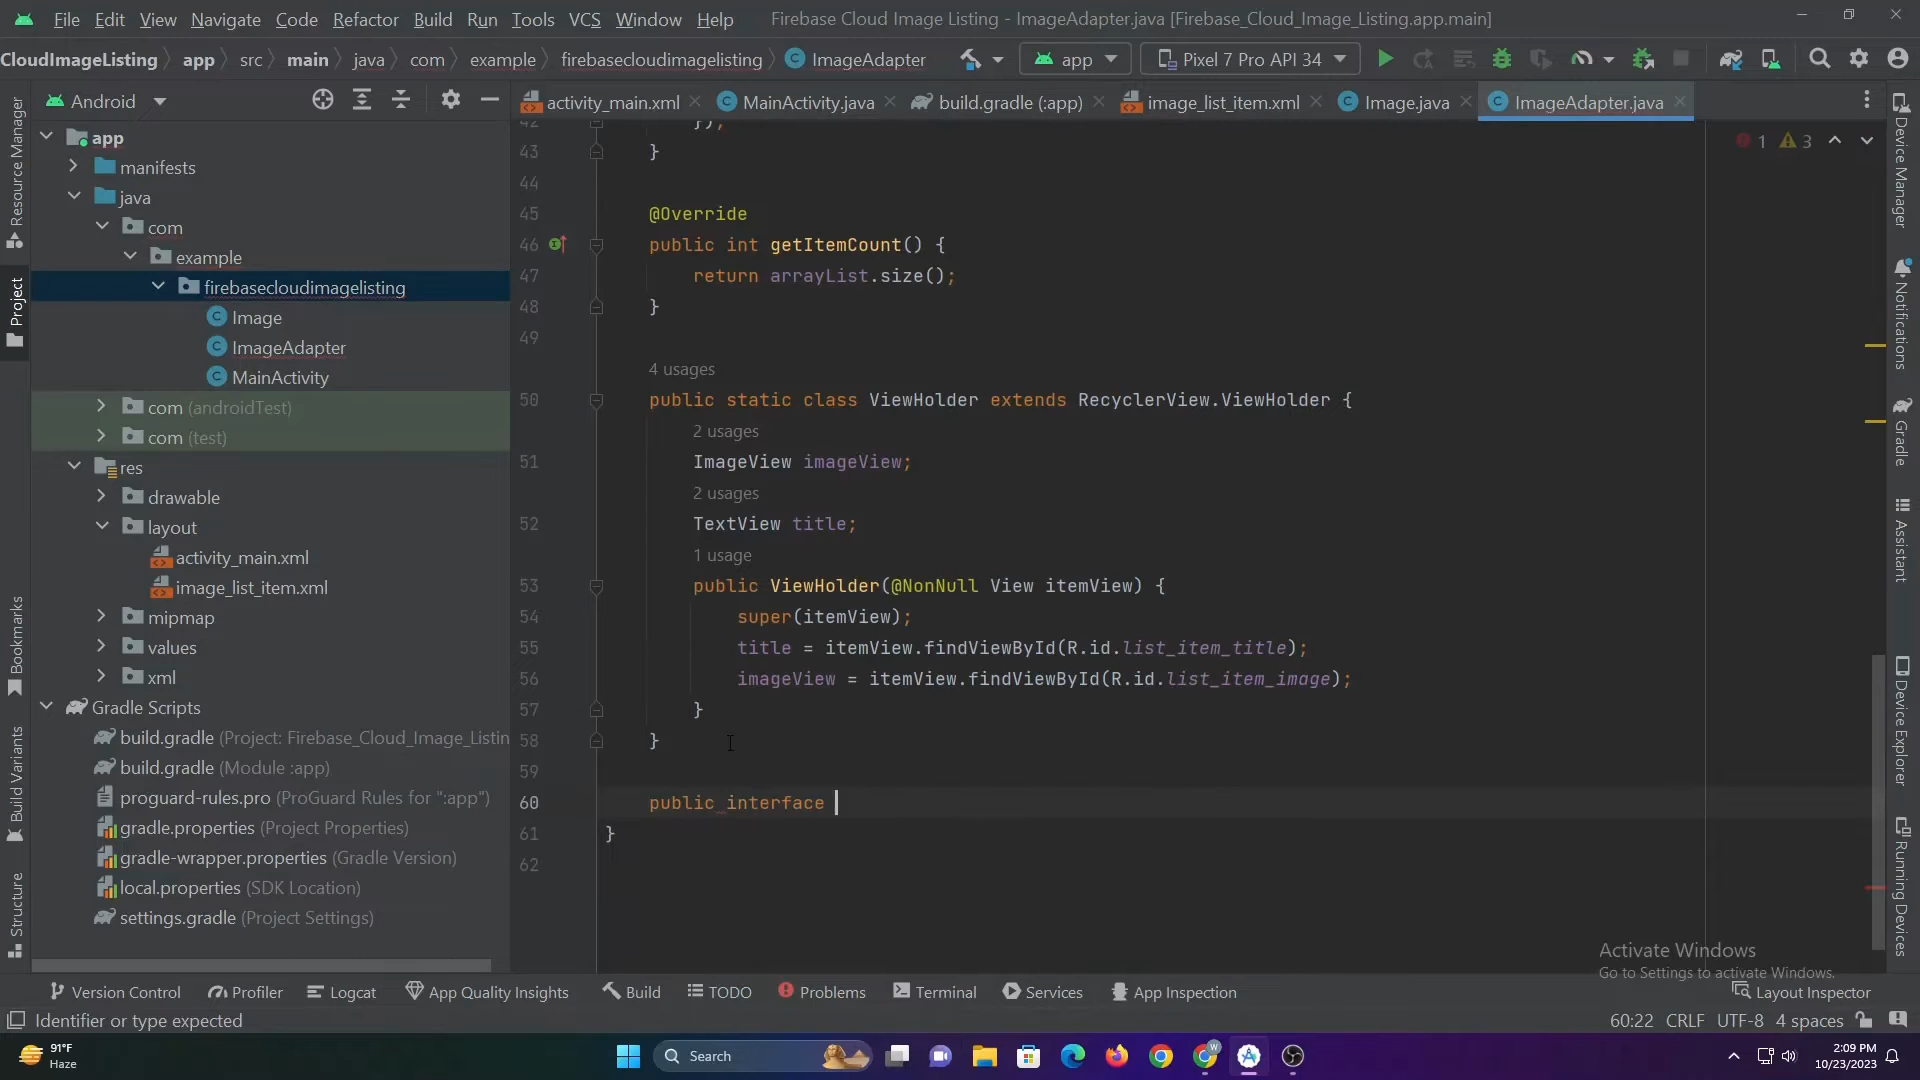 File Edit View Navigate Code Refactor Build Run Tools VCS Window Help Firebase Cloud Image Listing - ImageAdapter.java [Firebase_Cloud_Image_Listing.app.main]
CloudImageListing app src main java com example firebasecloudimagelisting ImageAdapter app Pixel 7 Pro API 34
Android activity_main.xml MainActivity.java build.gradle (:app) image_list_item.xml Image.java ImageAdapter.java
Resource Manager
Project
Bookmarks
Build Variants
Structure
app
manifests
java
com
example
firebasecloudimagelisting
Image
ImageAdapter
MainActivity
com (androidTest)
com (test)
res
drawable
layout
activity_main.xml
image_list_item.xml
mipmap
values
xml
Gradle Scripts
build.gradle (Project: Firebase_Cloud_Image_Listin
build.gradle (Module :app)
proguard-rules.pro (ProGuard Rules for ":app")
gradle.properties (Project Properties)
gradle-wrapper.properties (Gradle Version)
local.properties (SDK Location)
settings.gradle (Project Settings)
1 3
42 });
43 }
44
45 @Override
46 public int getItemCount() {
47 return arrayList.size();
48 }
49
4 usages
50 public static class ViewHolder extends RecyclerView.ViewHolder {
2 usages
51 ImageView imageView;
2 usages
52 TextView title;
1 usage
53 public ViewHolder(@NonNull View itemView) {
54 super(itemView);
55 title = itemView.findViewById(R.id.list_item_title);
56 imageView = itemView.findViewById(R.id.list_item_image);
57 }
58 }
59
60 public interface
61 }
62
Device Manager
Notifications
Gradle
Assistant
Device Explorer
Running Devices
Activate Windows
Go to Settings to activate Windows.
Version Control Profiler Logcat App Quality Insights Build TODO Problems Terminal Services App Inspection Layout Inspector
Identifier or type expected 60:22 CRLF UTF-8 4 spaces
91°F
Haze
Search
W
2:09 PM
10/23/2023